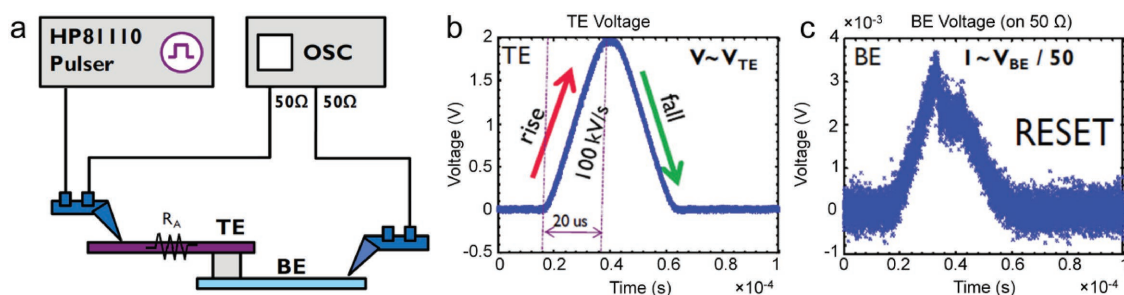 a
HP81110
Pulser
OSC
50Ω
50Ω
R_A
TE
BE
b
TE Voltage
TE
V~ V_TE
rise
100 kV/s
fall
20 us
Voltage (V)
2
1.5
1
0.5
0
-0.5
0
0.2
0.4
0.6
0.8
1
Time (s)
×10⁻⁴
c
×10⁻³
BE Voltage (on 50 Ω)
BE
I~V_BE / 50
RESET
Voltage (V)
4
3
2
1
0
-1
0
0.2
0.4
0.6
0.8
1
Time (s)
×10⁻⁴